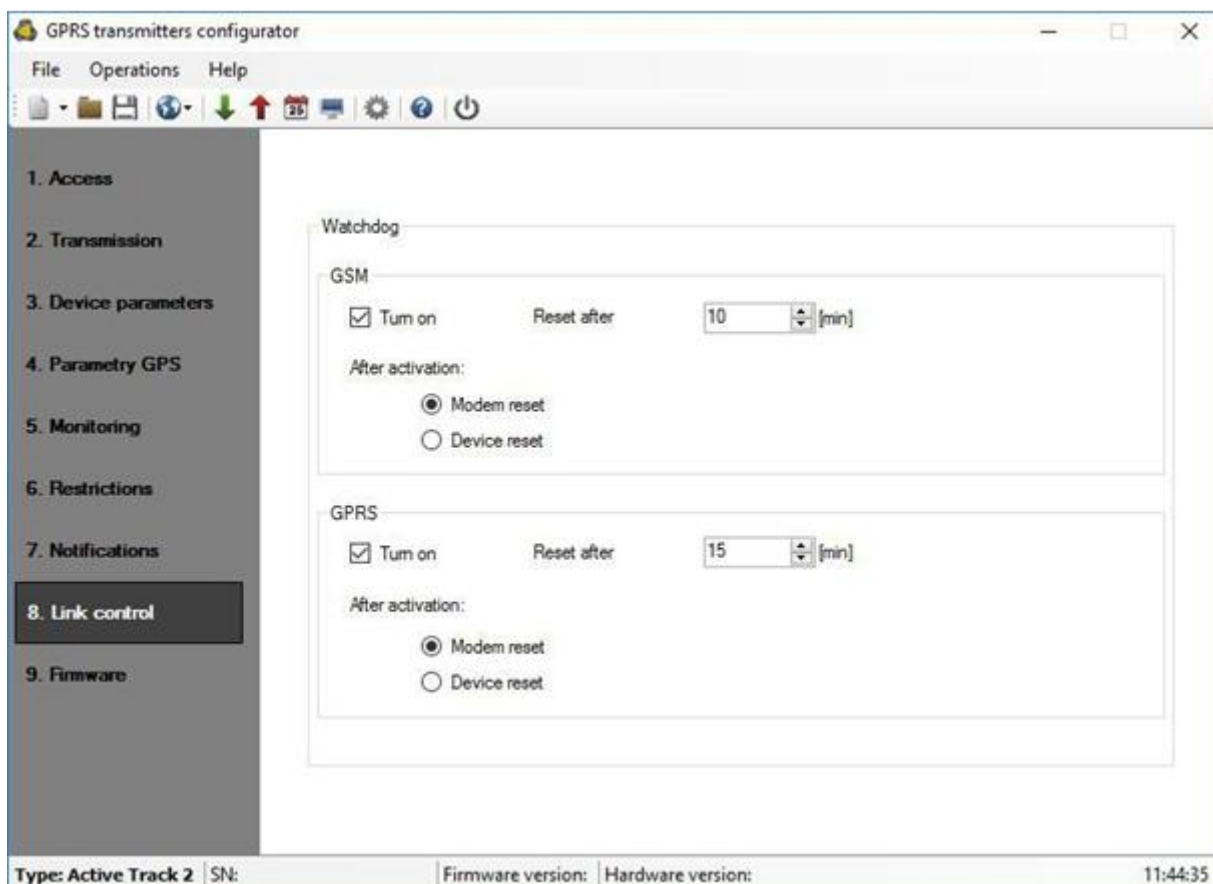 GPRS transmitters configurator
File Operations Help
25
1. Access
2. Transmission
3. Device parameters
4. Parametry GPS
5. Monitoring
6. Restrictions
7. Notifications
8. Link control
9. Firmware
Watchdog
GSM
Turn on Reset after 10 [min]
After activation:
Modem reset
Device reset
GPRS
Turn on Reset after 15 [min]
After activation:
Modem reset
Device reset
Type: Active Track 2 SN: Firmware version: Hardware version: 11:44:35